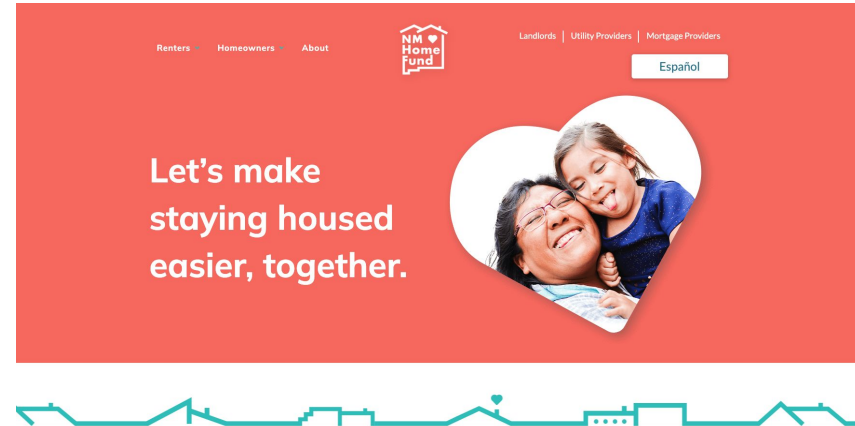 Renters
Homeowners
About
NM
Home
Fund
Landlords | Utility Providers | Mortgage Providers
Español
Let's make
staying housed
easier, together.